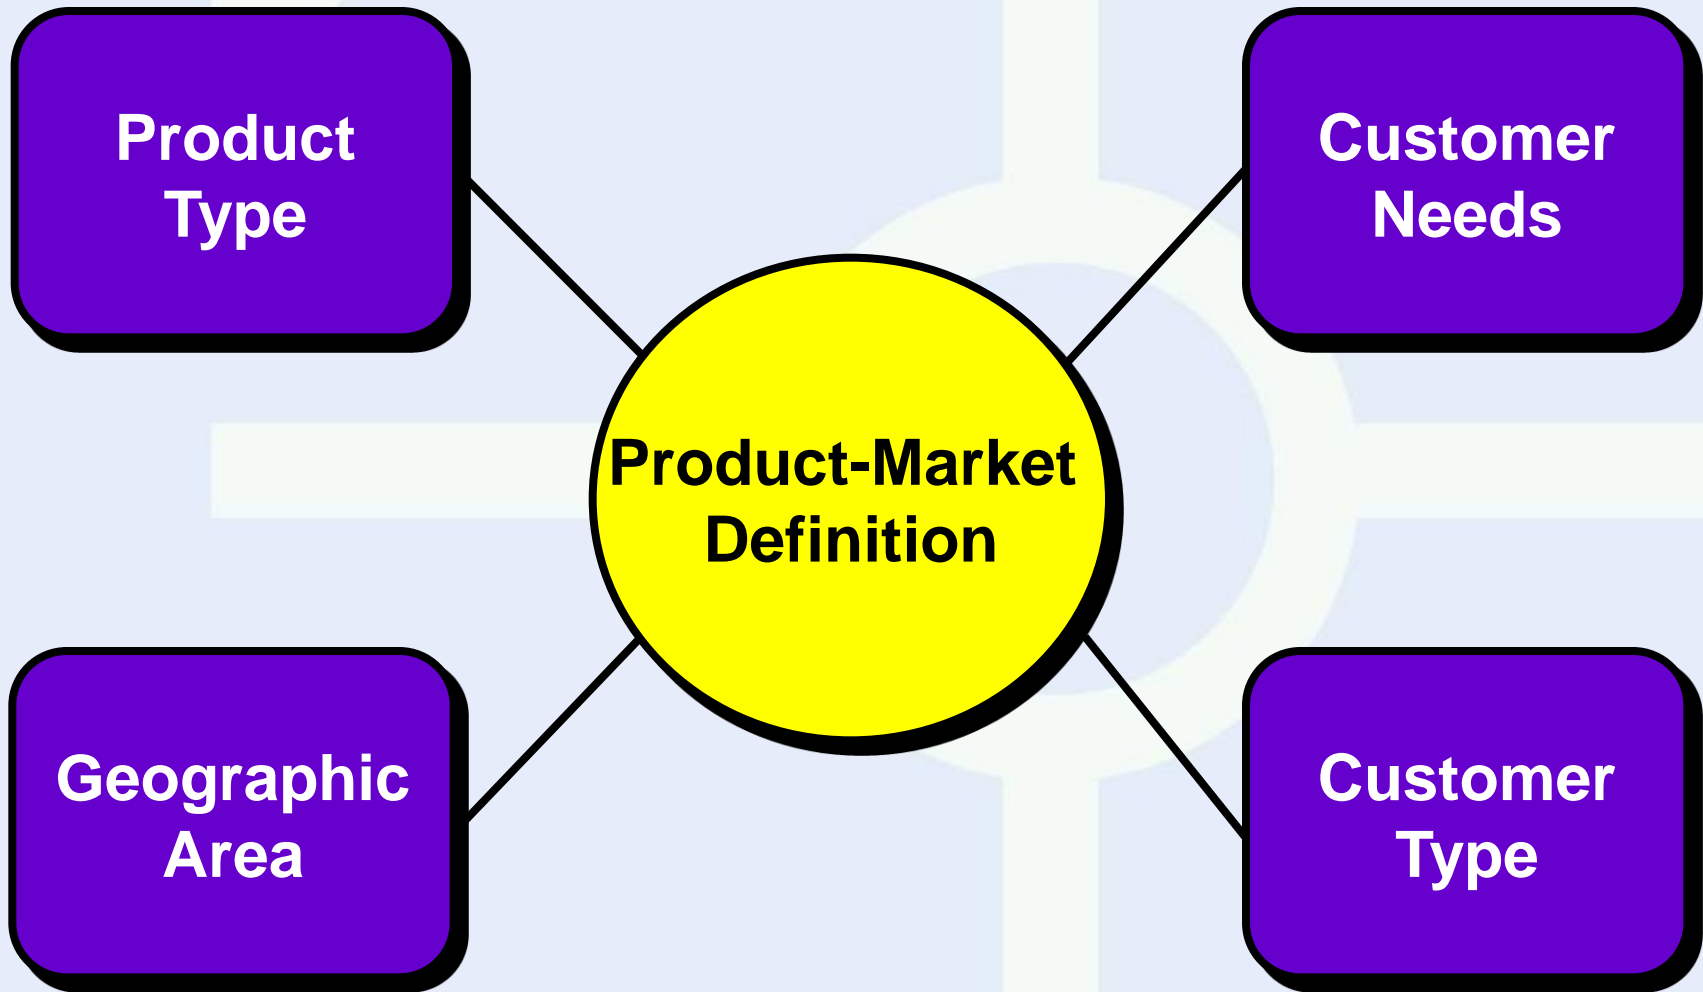 Product
Type
Customer
Needs
Product-Market
Definition
Geographic
Area
Customer
Type